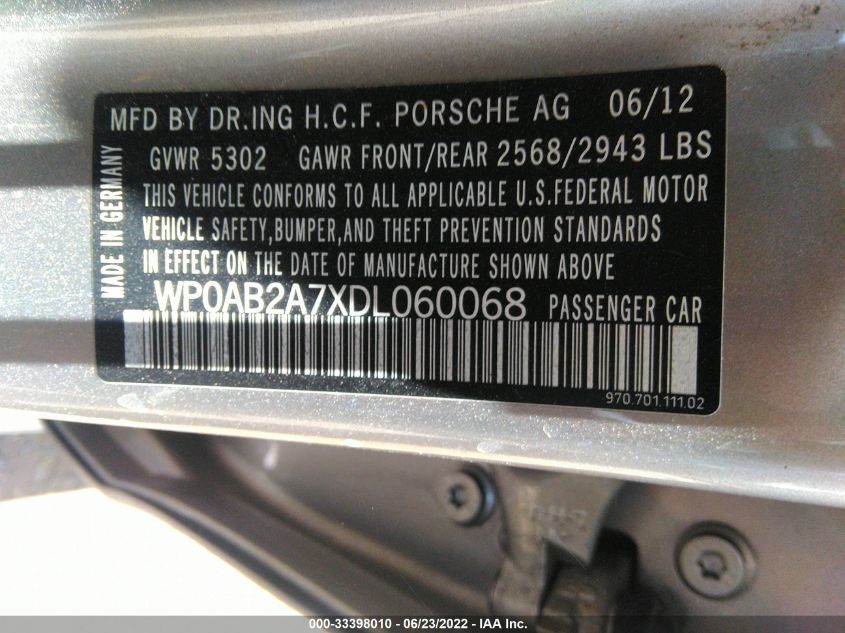 MFD BY DR.ING H.C.F. PORSCHE AG 06/12
GVWR 5302 GAWR FRONT/REAR 2568/2943 LBS
THIS VEHICLE CONFORMS TO ALL APPLICABLE U.S.FEDERAL MOTOR
VEHICLE SAFETY,BUMPER,AND THEFT PREVENTION STANDARDS
IN EFFECT ON THE DATE OF MANUFACTURE SHOWN ABOVE
MADE IN GERMANY
WP0AB2A7XDL060068 PASSENGER CAR
970.701.111.02
000-33398010 / 06/23/2022 - IAA Inc.